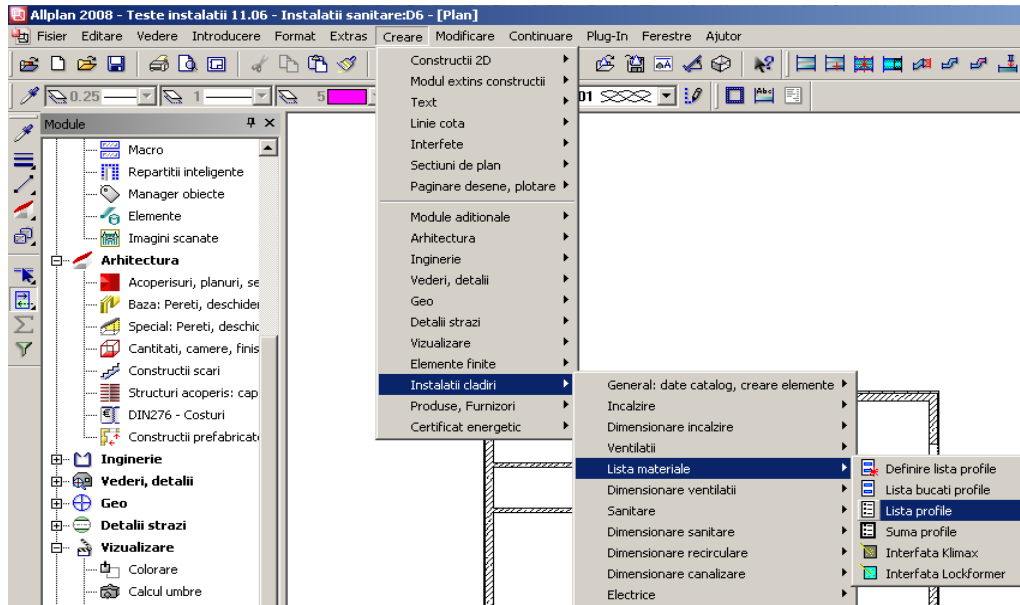 Allplan 2008 - Teste instalatii 11.06 - Instalatii sanitare:D6 - [Plan]
Fisier Editare Vedere Introducere Format Extras Creare Modificare Continuare Plug-In Ferestre Ajutor
0.25 1 5 01
Module
Macro
Repartitii inteligente
Manager obiecte
Elemente
Imagini scanate
Arhitectura
Acoperisuri, planuri, se
Baza: Pereti, deschider
Special: Pereti, deschid
Cantitati, camere, finis
Constructii scari
Structuri acoperis: cap
DIN276 - Costuri
Constructii prefabricate
Inginerie
Vederi, detalii
Geo
Detalii strazi
Vizualizare
Colorare
Calcul umbre
Constructii 2D
Modul extins constructii
Text
Linie cota
Interfete
Sectiuni de plan
Paginare desene, plotare
Module aditionale
Arhitectura
Inginerie
Vederi, detalii
Geo
Detalii strazi
Vizualizare
Elemente finite
Instalatii cladiri
Produse, Furnizori
Certificat energetic
General: date catalog, creare elemente
Incalzire
Dimensionare incalzire
Ventilatii
Lista materiale
Dimensionare ventilatii
Sanitare
Dimensionare sanitare
Dimensionare recirculare
Dimensionare canalizare
Electrice
Definire lista profile
Lista bucati profile
Lista profile
Suma profile
Interfata Klimax
Interfata Lockformer